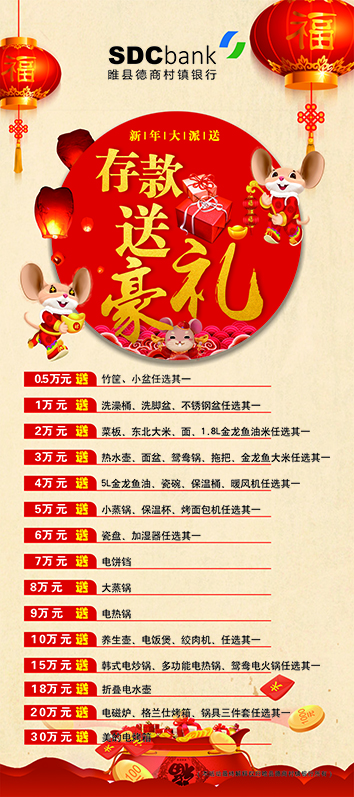 福
福
SDCbank
睢县德商村镇银行
新年大派送
存款
送
豪礼
0.5万元 送 竹筐、小盆任选其一
1万元 送 洗澡桶、洗脚盆、不锈钢盆任选其一
2万元 送 菜板、东北大米、面、1.8L金龙鱼油米任选其一
3万元 送 热水壶、面盆、鸳鸯锅、拖把、金龙鱼大米任选其一
4万元 送 5L金龙鱼油、瓷碗、保温桶、暖风机任选其一
5万元 送 小蒸锅、保温杯、烤面包机任选其一
6万元 送 瓷盘、加湿器任选其一
7万元 送 电饼铛
8万元 送 大蒸锅
9万元 送 电热锅
10万元 送 养生壶、电饭煲、绞肉机、任选其一
15万元 送 韩式电炒锅、多功能电热锅、鸳鸯电火锅任选其一
18万元 送 折叠电水壶
20万元 送 电磁炉、格兰仕烤箱、锅具三件套任选其一
30万元 送 美的电烤箱